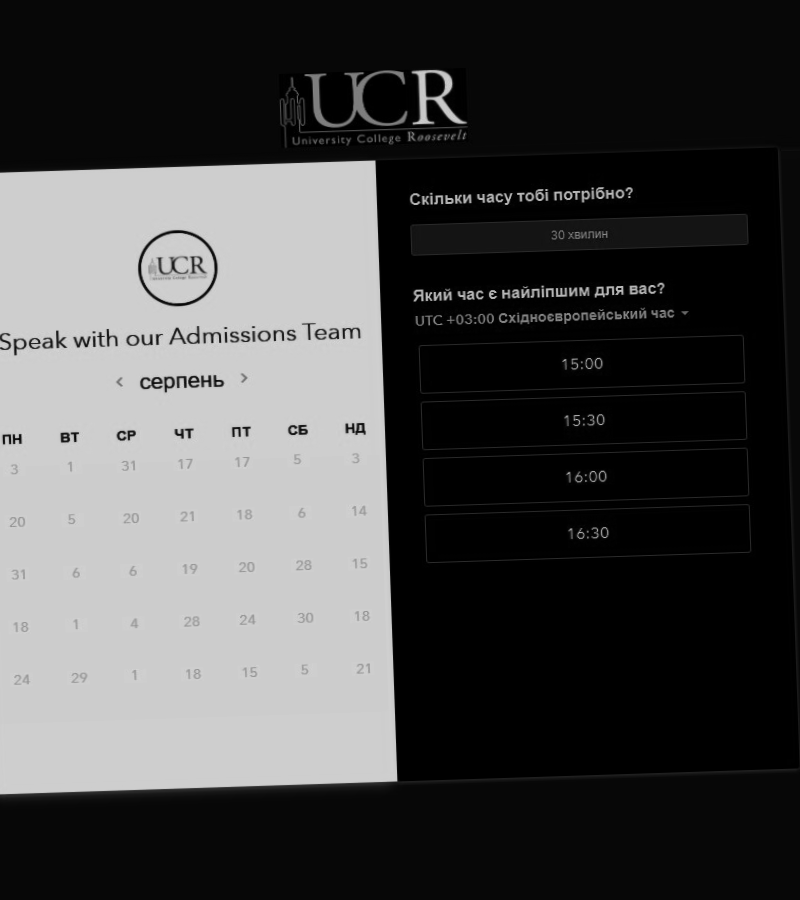 UCR
University College Roosevelt
UCR
Speak with our Admissions Team
серпень
ПН ВТ СР ЧТ ПТ СБ НД
3 1 31 17 17 5 3
20 5 20 21 18 6 14
31 6 6 19 20 28 15
18 1 4 28 24 30 18
24 29 1 18 15 5 21
Скільки часу тобі потрібно?
30 хвилин
Який час є найліпшим для вас?
UTC +03:00 Східноєвропейський час
15:00
15:30
16:00
16:30